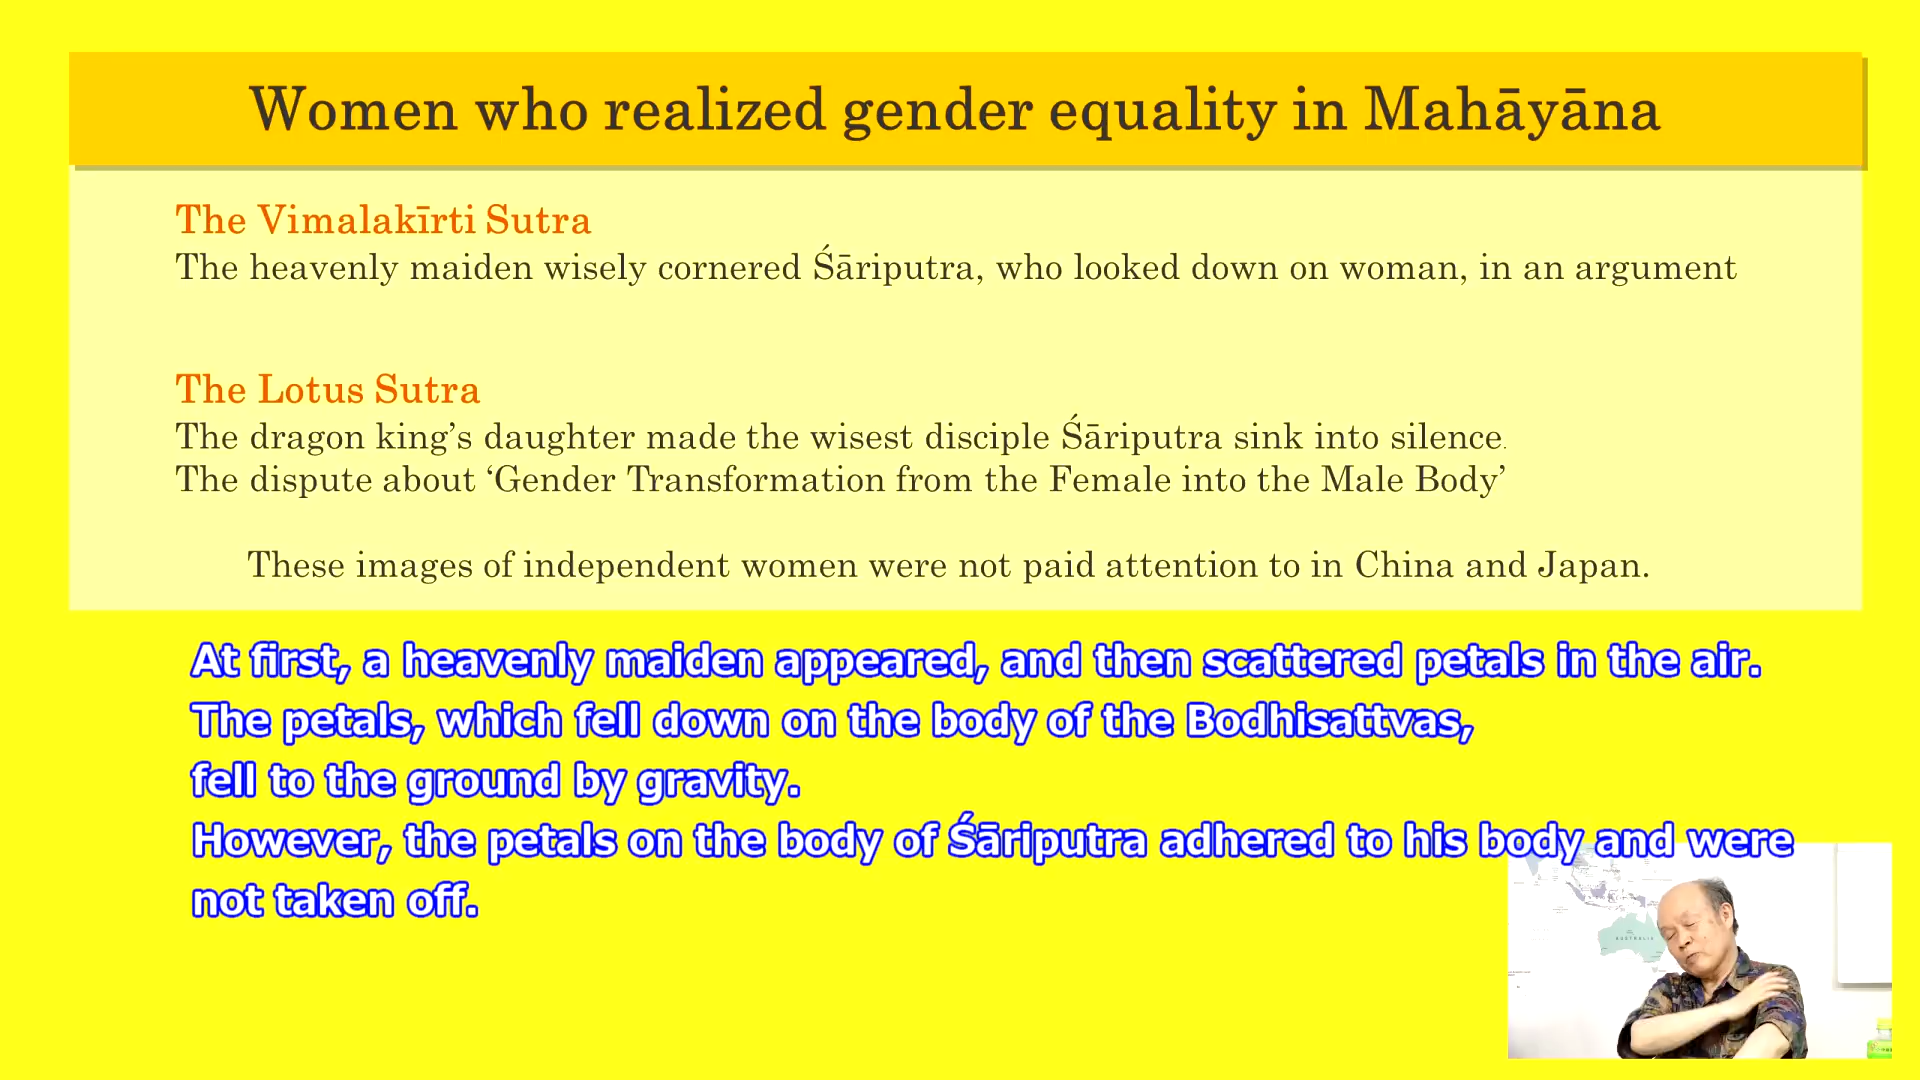 Women who realized gender equality in Mahāyāna
The Vimalakīrti Sutra
The heavenly maiden wisely cornered Śāriputra, who looked down on woman, in an argument
The Lotus Sutra
The dragon king’s daughter made the wisest disciple Śāriputra sink into silence.
The dispute about ‘Gender Transformation from the Female into the Male Body’
These images of independent women were not paid attention to in China and Japan.
At first, a heavenly maiden appeared, and then scattered petals in the air.
The petals, which fell down on the body of the Bodhisattvas,
fell to the ground by gravity.
However, the petals on the body of Śāriputra adhered to his body and were
not taken off.
AUSTRALIA